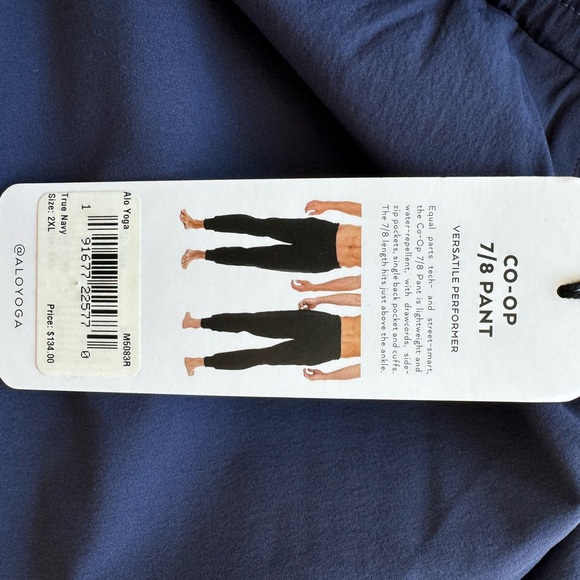 CO-OP
7/8 PANT
VERSATILE PERFORMER
Equal parts tech- and street-smart,
the Co-Op 7/8 Pant is lightweight and
water-repellent, with drawcords, side-
zip pockets, single back pocket and cuffs.
The 7/8 length hits just above the ankle.
Alo Yoga M5083R
1 91677 22577 0
True Navy
Size: 2XL Price: $134.00
@ALOYOGA